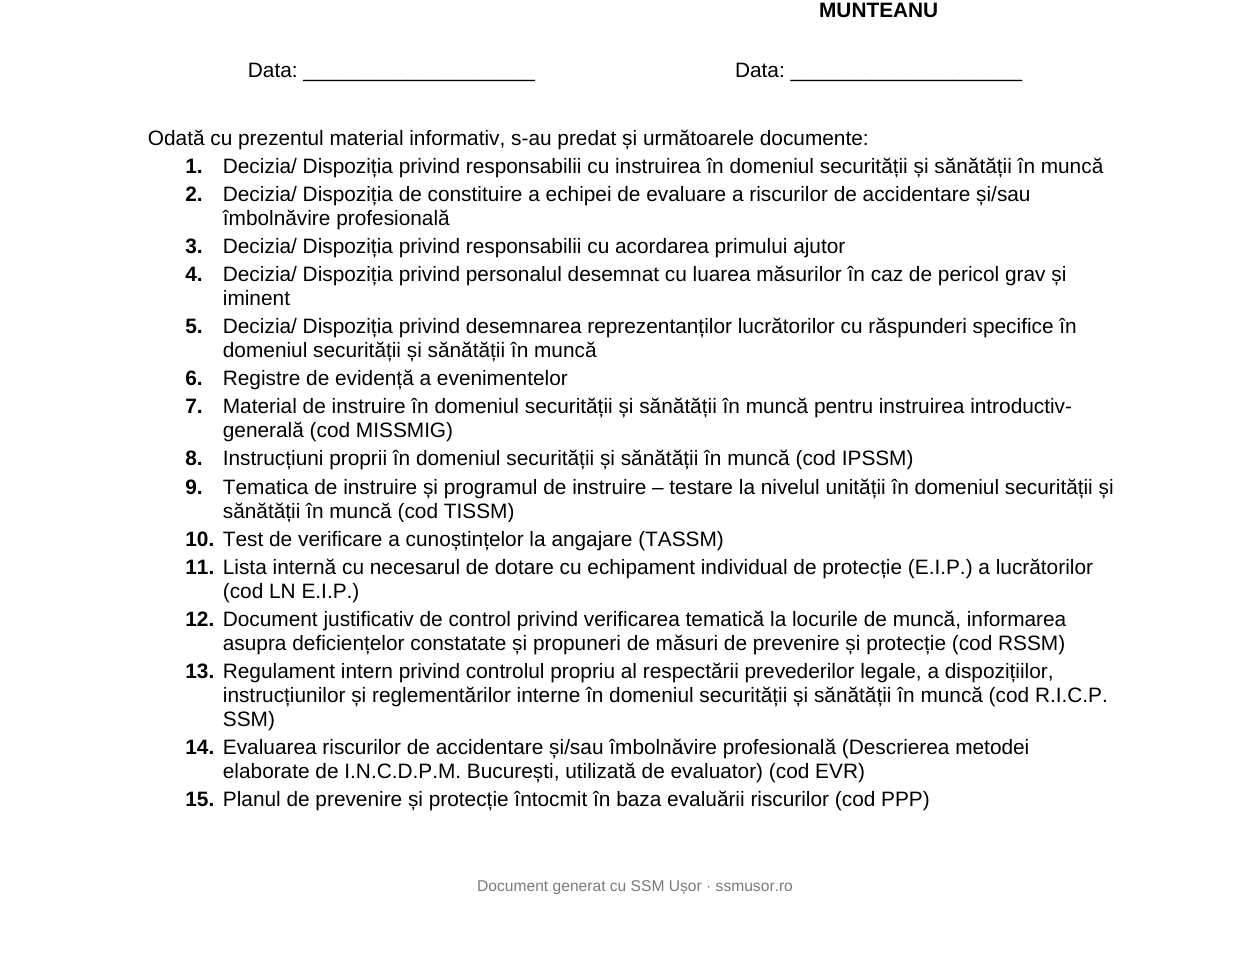 MUNTEANU
Data: _____________________ Data: _____________________
Odată cu prezentul material informativ, s-au predat și următoarele documente:
1. Decizia/ Dispoziția privind responsabilii cu instruirea în domeniul securității și sănătății în muncă
2. Decizia/ Dispoziția de constituire a echipei de evaluare a riscurilor de accidentare și/sau
îmbolnăvire profesională
3. Decizia/ Dispoziția privind responsabilii cu acordarea primului ajutor
4. Decizia/ Dispoziția privind personalul desemnat cu luarea măsurilor în caz de pericol grav și
iminent
5. Decizia/ Dispoziția privind desemnarea reprezentanților lucrătorilor cu răspunderi specifice în
domeniul securității și sănătății în muncă
6. Registre de evidență a evenimentelor
7. Material de instruire în domeniul securității și sănătății în muncă pentru instruirea introductiv-
generală (cod MISSMIG)
8. Instrucțiuni proprii în domeniul securității și sănătății în muncă (cod IPSSM)
9. Tematica de instruire și programul de instruire – testare la nivelul unității în domeniul securității și
sănătății în muncă (cod TISSM)
10. Test de verificare a cunoștințelor la angajare (TASSM)
11. Lista internă cu necesarul de dotare cu echipament individual de protecție (E.I.P.) a lucrătorilor
(cod LN E.I.P.)
12. Document justificativ de control privind verificarea tematică la locurile de muncă, informarea
asupra deficiențelor constatate și propuneri de măsuri de prevenire și protecție (cod RSSM)
13. Regulament intern privind controlul propriu al respectării prevederilor legale, a dispozițiilor,
instrucțiunilor și reglementărilor interne în domeniul securității și sănătății în muncă (cod R.I.C.P.
SSM)
14. Evaluarea riscurilor de accidentare și/sau îmbolnăvire profesională (Descrierea metodei
elaborate de I.N.C.D.P.M. București, utilizată de evaluator) (cod EVR)
15. Planul de prevenire și protecție întocmit în baza evaluării riscurilor (cod PPP)
Document generat cu SSM Ușor · ssmusor.ro